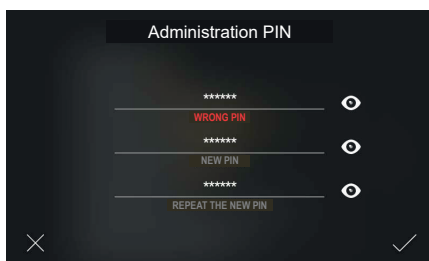 Administration PIN
******
WRONG PIN
******
NEW PIN
******
REPEAT THE NEW PIN